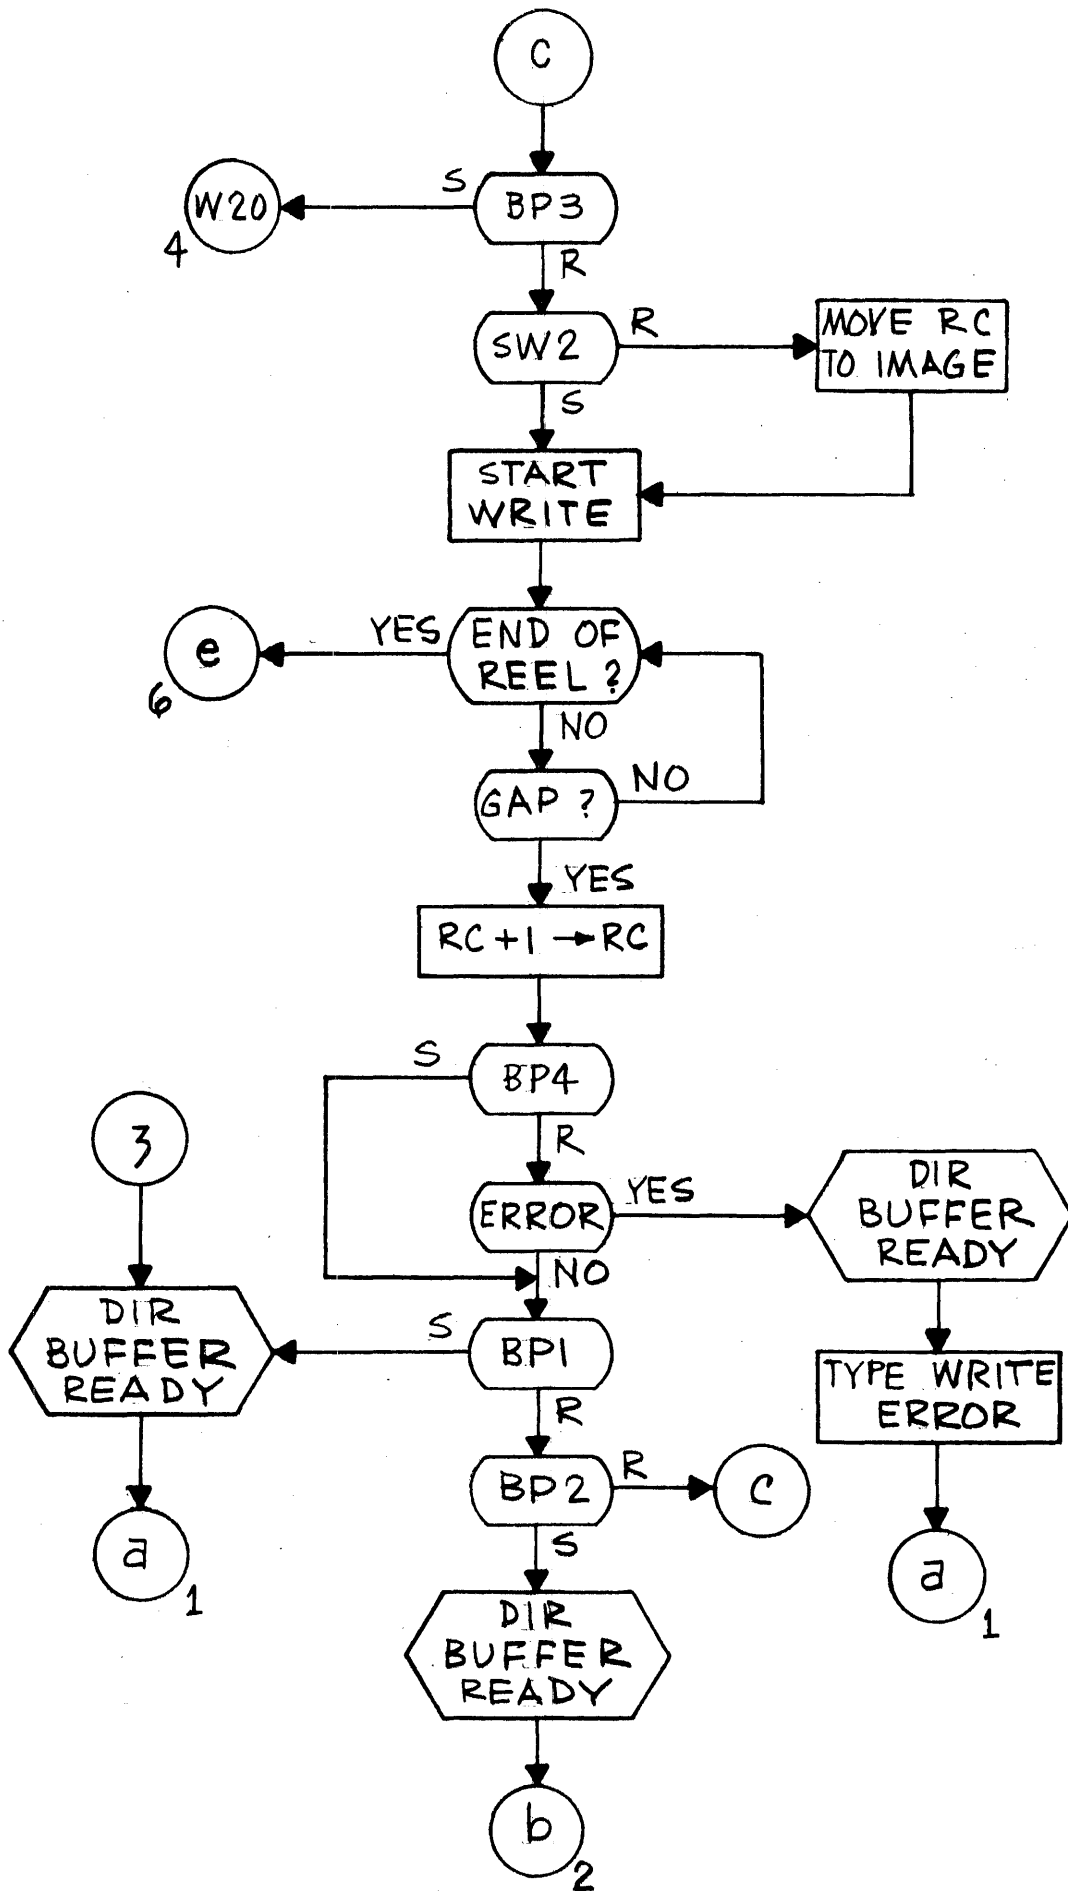 C
S
BP3
W20
4
R
SW2
R
MOVE RC
TO IMAGE
S
START
WRITE
YES
END OF
REEL ?
e
6
NO
GAP ?
NO
YES
RC + 1 → RC
S
BP4
R
3
ERROR
YES
DIR
BUFFER
READY
NO
DIR
BUFFER
READY
S
BP1
TYPE WRITE
ERROR
R
BP2
R
C
S
a
1
a
1
DIR
BUFFER
READY
b
2